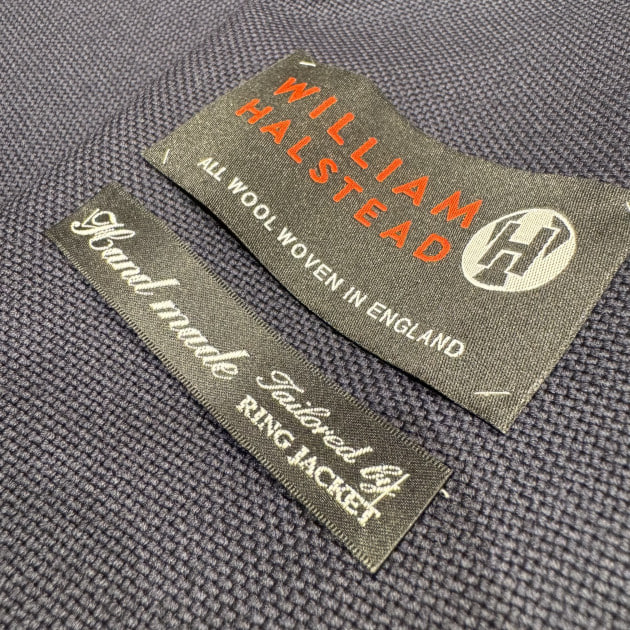 WILLIAM
HALSTEAD
H
ALL WOOL WOVEN IN ENGLAND
Hand made
Tailored by
RING JACKET